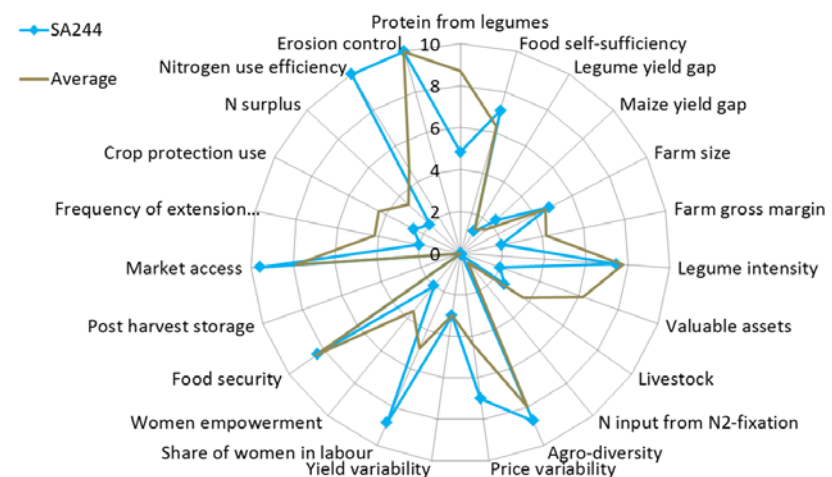 SA244
Average
Protein from legumes
Food self-sufficiency
Legume yield gap
Maize yield gap
Farm size
Farm gross margin
Legume intensity
Valuable assets
Livestock
N input from N2-fixation
Agro-diversity
Price variability
Yield variability
Share of women in labour
Women empowerment
Food security
Post harvest storage
Market access
Frequency of extension...
Crop protection use
N surplus
Nitrogen use efficiency
Erosion control
10
8
6
4
2
0